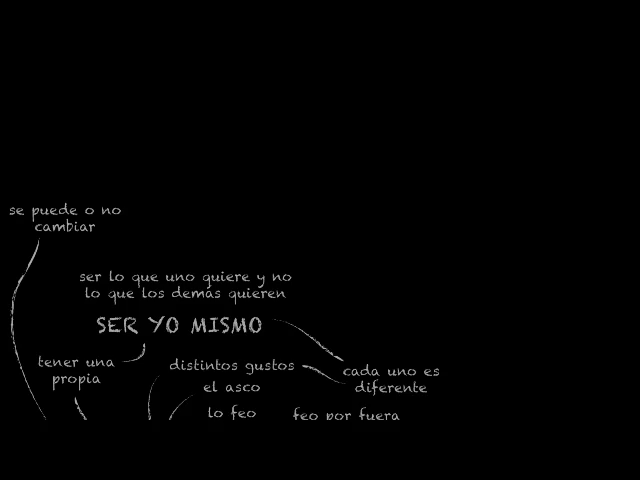 se puede o no
cambiar
ser lo que uno quiere y no
lo que los demás quieren
SER YO MISMO
tener una
propia
distintos gustos
el asco
cada uno es
diferente
lo feo
feo por fuera